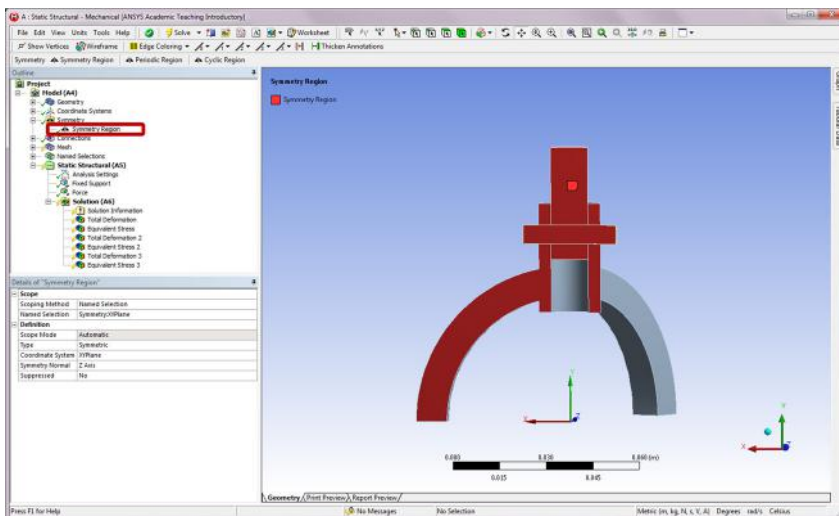 A : Static Structural - Mechanical [ANSYS Academic Teaching Introductory]
File Edit View Units Tools Help Solve Worksheet
Show Vertices Wireframe Edge Coloring Thicken Annotations
Symmetry Symmetry Region Periodic Region Cyclic Region
Outline
Project
Model (A4)
Geometry
Coordinate Systems
Symmetry
Symmetry Region
Connections
Mesh
Named Selections
Static Structural (A5)
Analysis Settings
Fixed Support
Force
Solution (A6)
Solution Information
Total Deformation
Equivalent Stress
Total Deformation 2
Equivalent Stress 2
Total Deformation 3
Equivalent Stress 3
Details of "Symmetry Region"
Scope
Scoping Method Named Selection
Named Selection Symmetry:XYPlane
Definition
Scope Mode Automatic
Type Symmetric
Coordinate System XYPlane
Symmetry Normal Z Axis
Suppressed No
Symmetry Region
Symmetry Region
Y
X
Z
Y
X
Z
0.000 0.030 0.060 (m)
0.015 0.045
Geometry Print Preview Report Preview
Press F1 for Help No Messages No Selection Metric (m, kg, N, s, V, A) Degrees rad/s Celsius